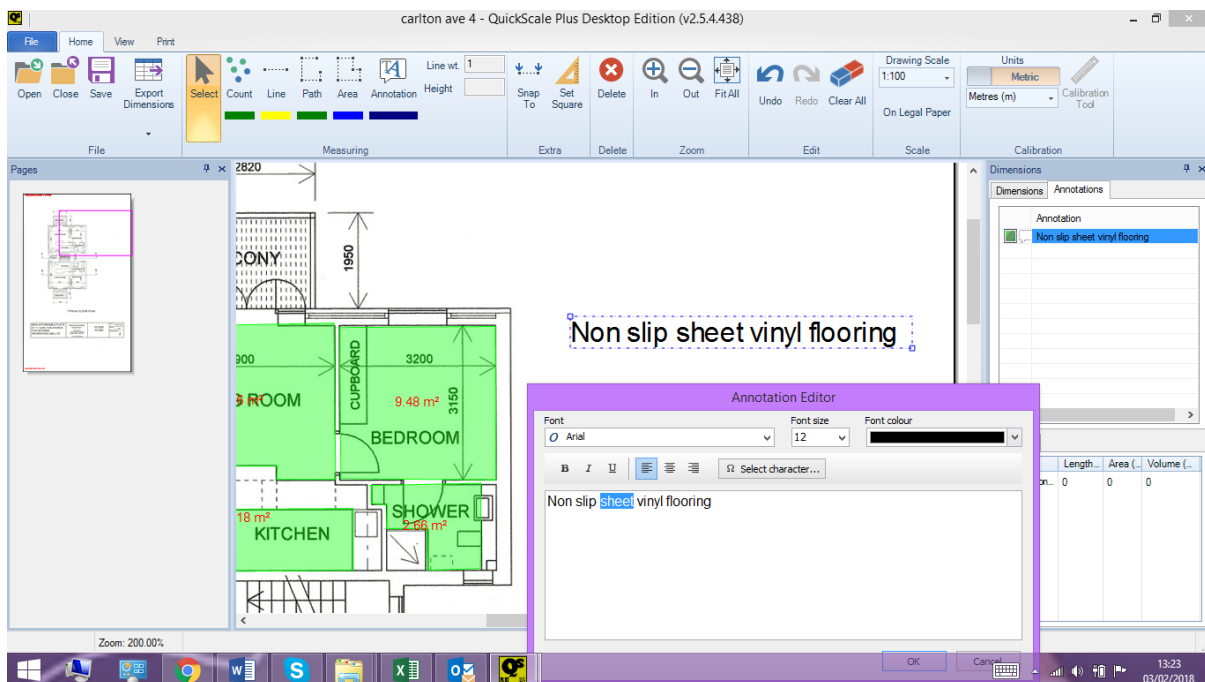 carlton ave 4 - QuickScale Plus Desktop Edition (v2.5.4.438)
File Home View Print
Open Close Save Export Dimensions
Select Count Line Path Area Annotation
Line wt. 1
Height
Snap To Set Square
Delete
In Out Fit All
Undo Redo Clear All
Drawing Scale
1:100
On Legal Paper
Units
Metric
Metres (m)
Calibration Tool
File Measuring Extra Delete Zoom Edit Scale Calibration
Pages
2820
CONY
1950
900
3200
CUPBOARD
ROOM
9.48 m²
3150
BEDROOM
18 m²
KITCHEN
SHOWER
2.66 m²
Non slip sheet vinyl flooring
Dimensions
Dimensions Annotations
Annotation
Non slip sheet vinyl flooring
Length... Area (... Volume (...
on... 0 0 0
Annotation Editor
Font Font size Font colour
O Arial 12
B I U Ω Select character...
Non slip sheet vinyl flooring
OK Cancel
Zoom: 200.00%
13:23
03/02/2018